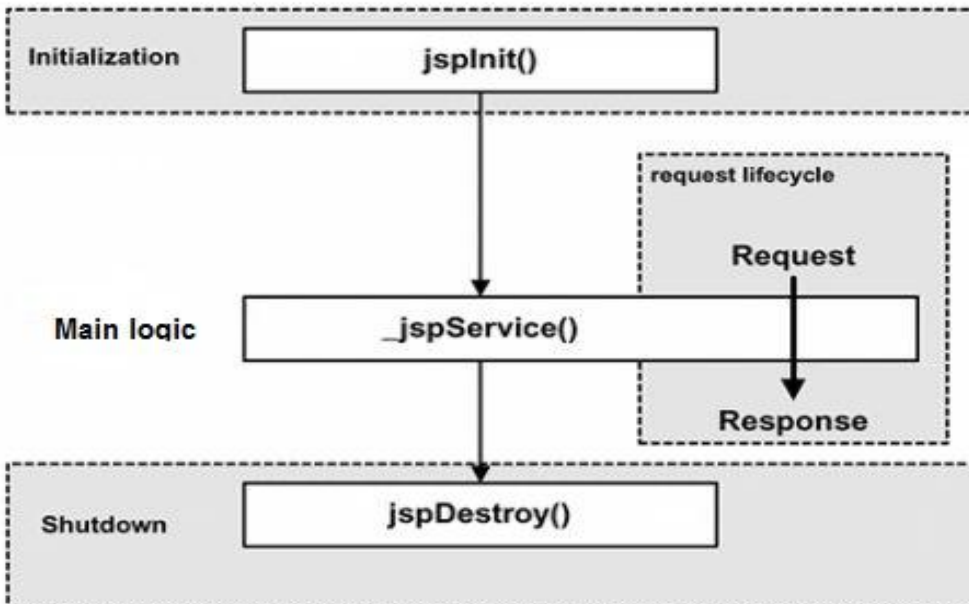 Initialization
jspInit()
request lifecycle
Request
Main logic
_jspService()
Response
Shutdown
jspDestroy()